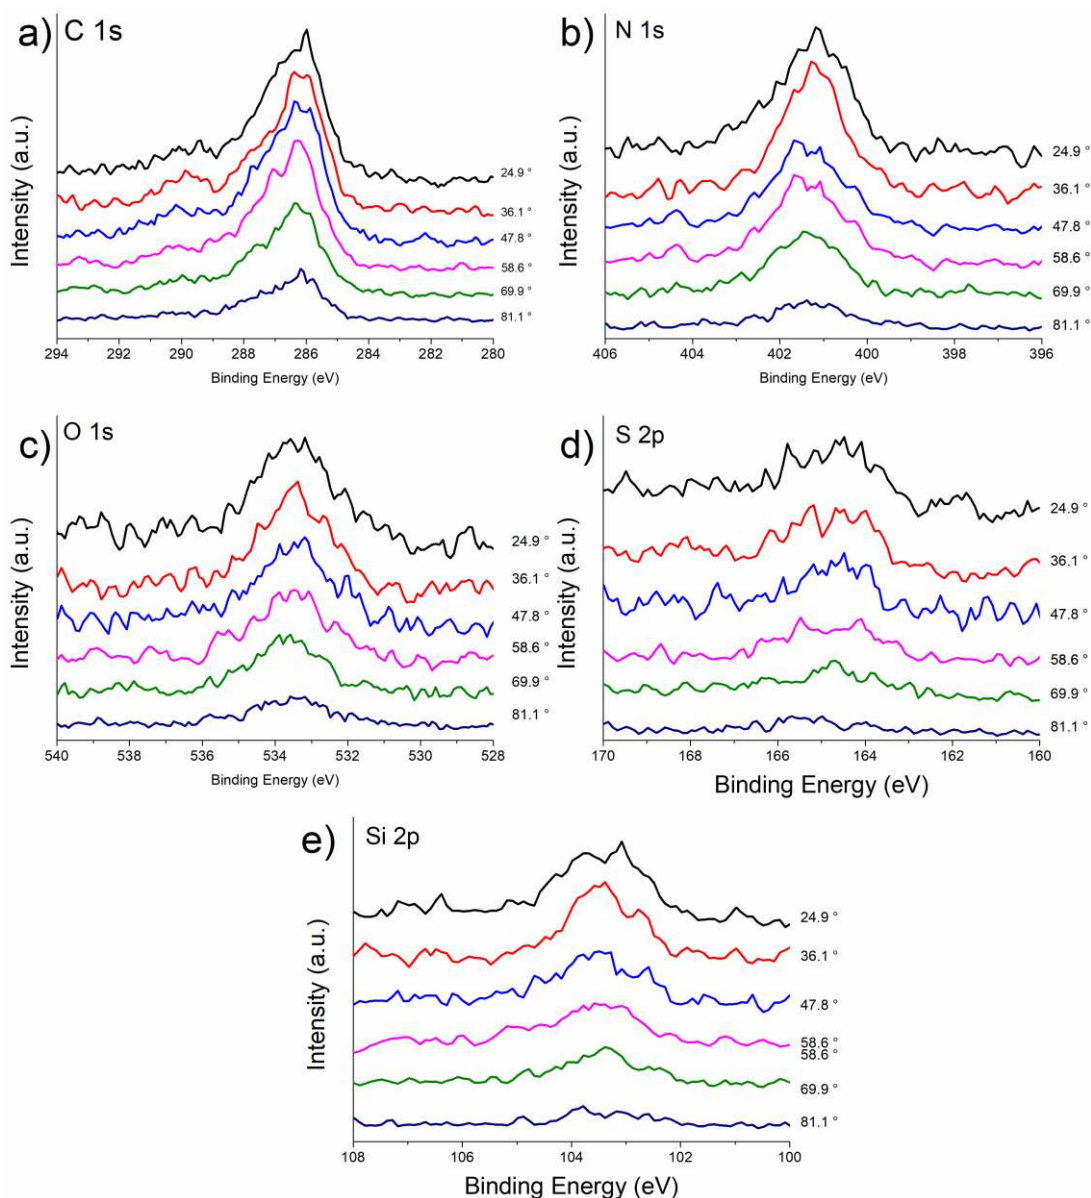 a) C 1s
Intensity (a.u.)
24.9 °
36.1 °
47.8 °
58.6 °
69.9 °
81.1 °
294 292 290 288 286 284 282 280
Binding Energy (eV)
b) N 1s
Intensity (a.u.)
24.9 °
36.1 °
47.8 °
58.6 °
69.9 °
81.1 °
406 404 402 400 398 396
Binding Energy (eV)
c) O 1s
Intensity (a.u.)
24.9 °
36.1 °
47.8 °
58.6 °
69.9 °
81.1 °
540 538 536 534 532 530 528
Binding Energy (eV)
d) S 2p
Intensity (a.u.)
24.9 °
36.1 °
47.8 °
58.6 °
69.9 °
81.1 °
170 168 166 164 162 160
Binding Energy (eV)
e) Si 2p
Intensity (a.u.)
24.9 °
36.1 °
47.8 °
58.6 °
58.6 °
69.9 °
81.1 °
108 106 104 102 100
Binding Energy (eV)